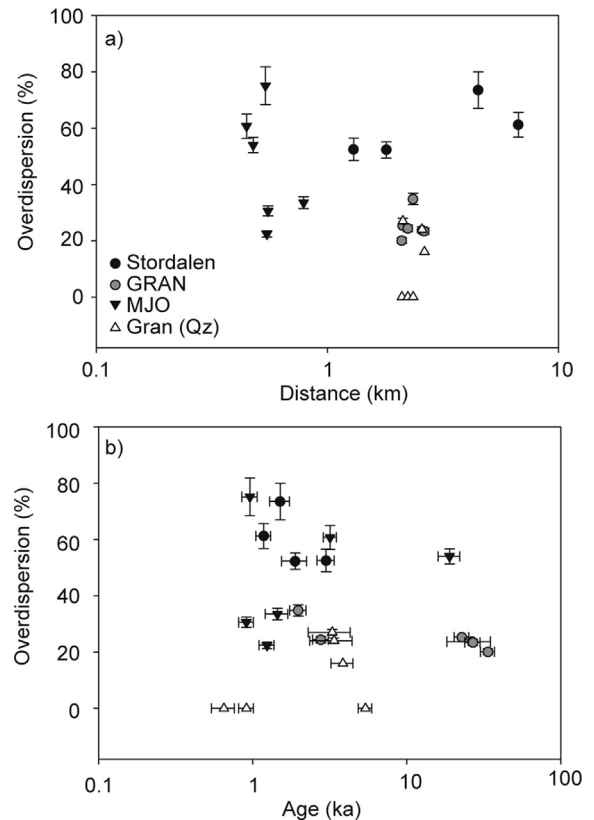 100
a)
80
60
40
20
0
Overdispersion (%)
Stordalen
GRAN
MJO
Gran (Qz)
0.1 1 10
Distance (km)
100
b)
80
60
40
20
0
Overdispersion (%)
0.1 1 10 100
Age (ka)